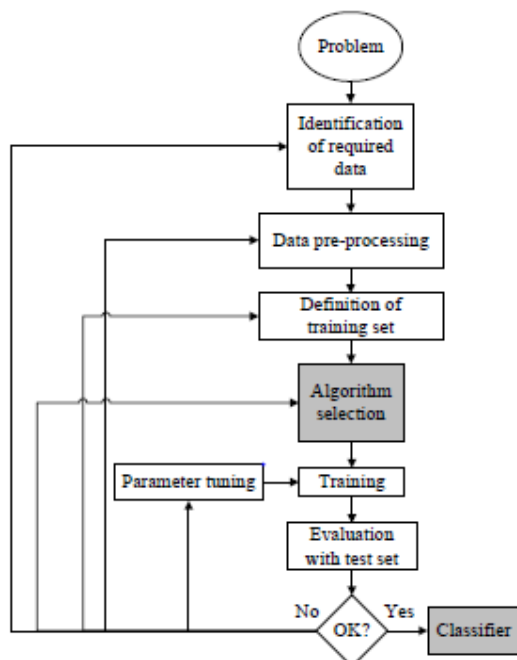 Problem
Identification
of required
data
Data pre-processing
Definition of
training set
Algorithm
selection
Parameter tuning
Training
Evaluation
with test set
No
OK?
Yes
Classifier